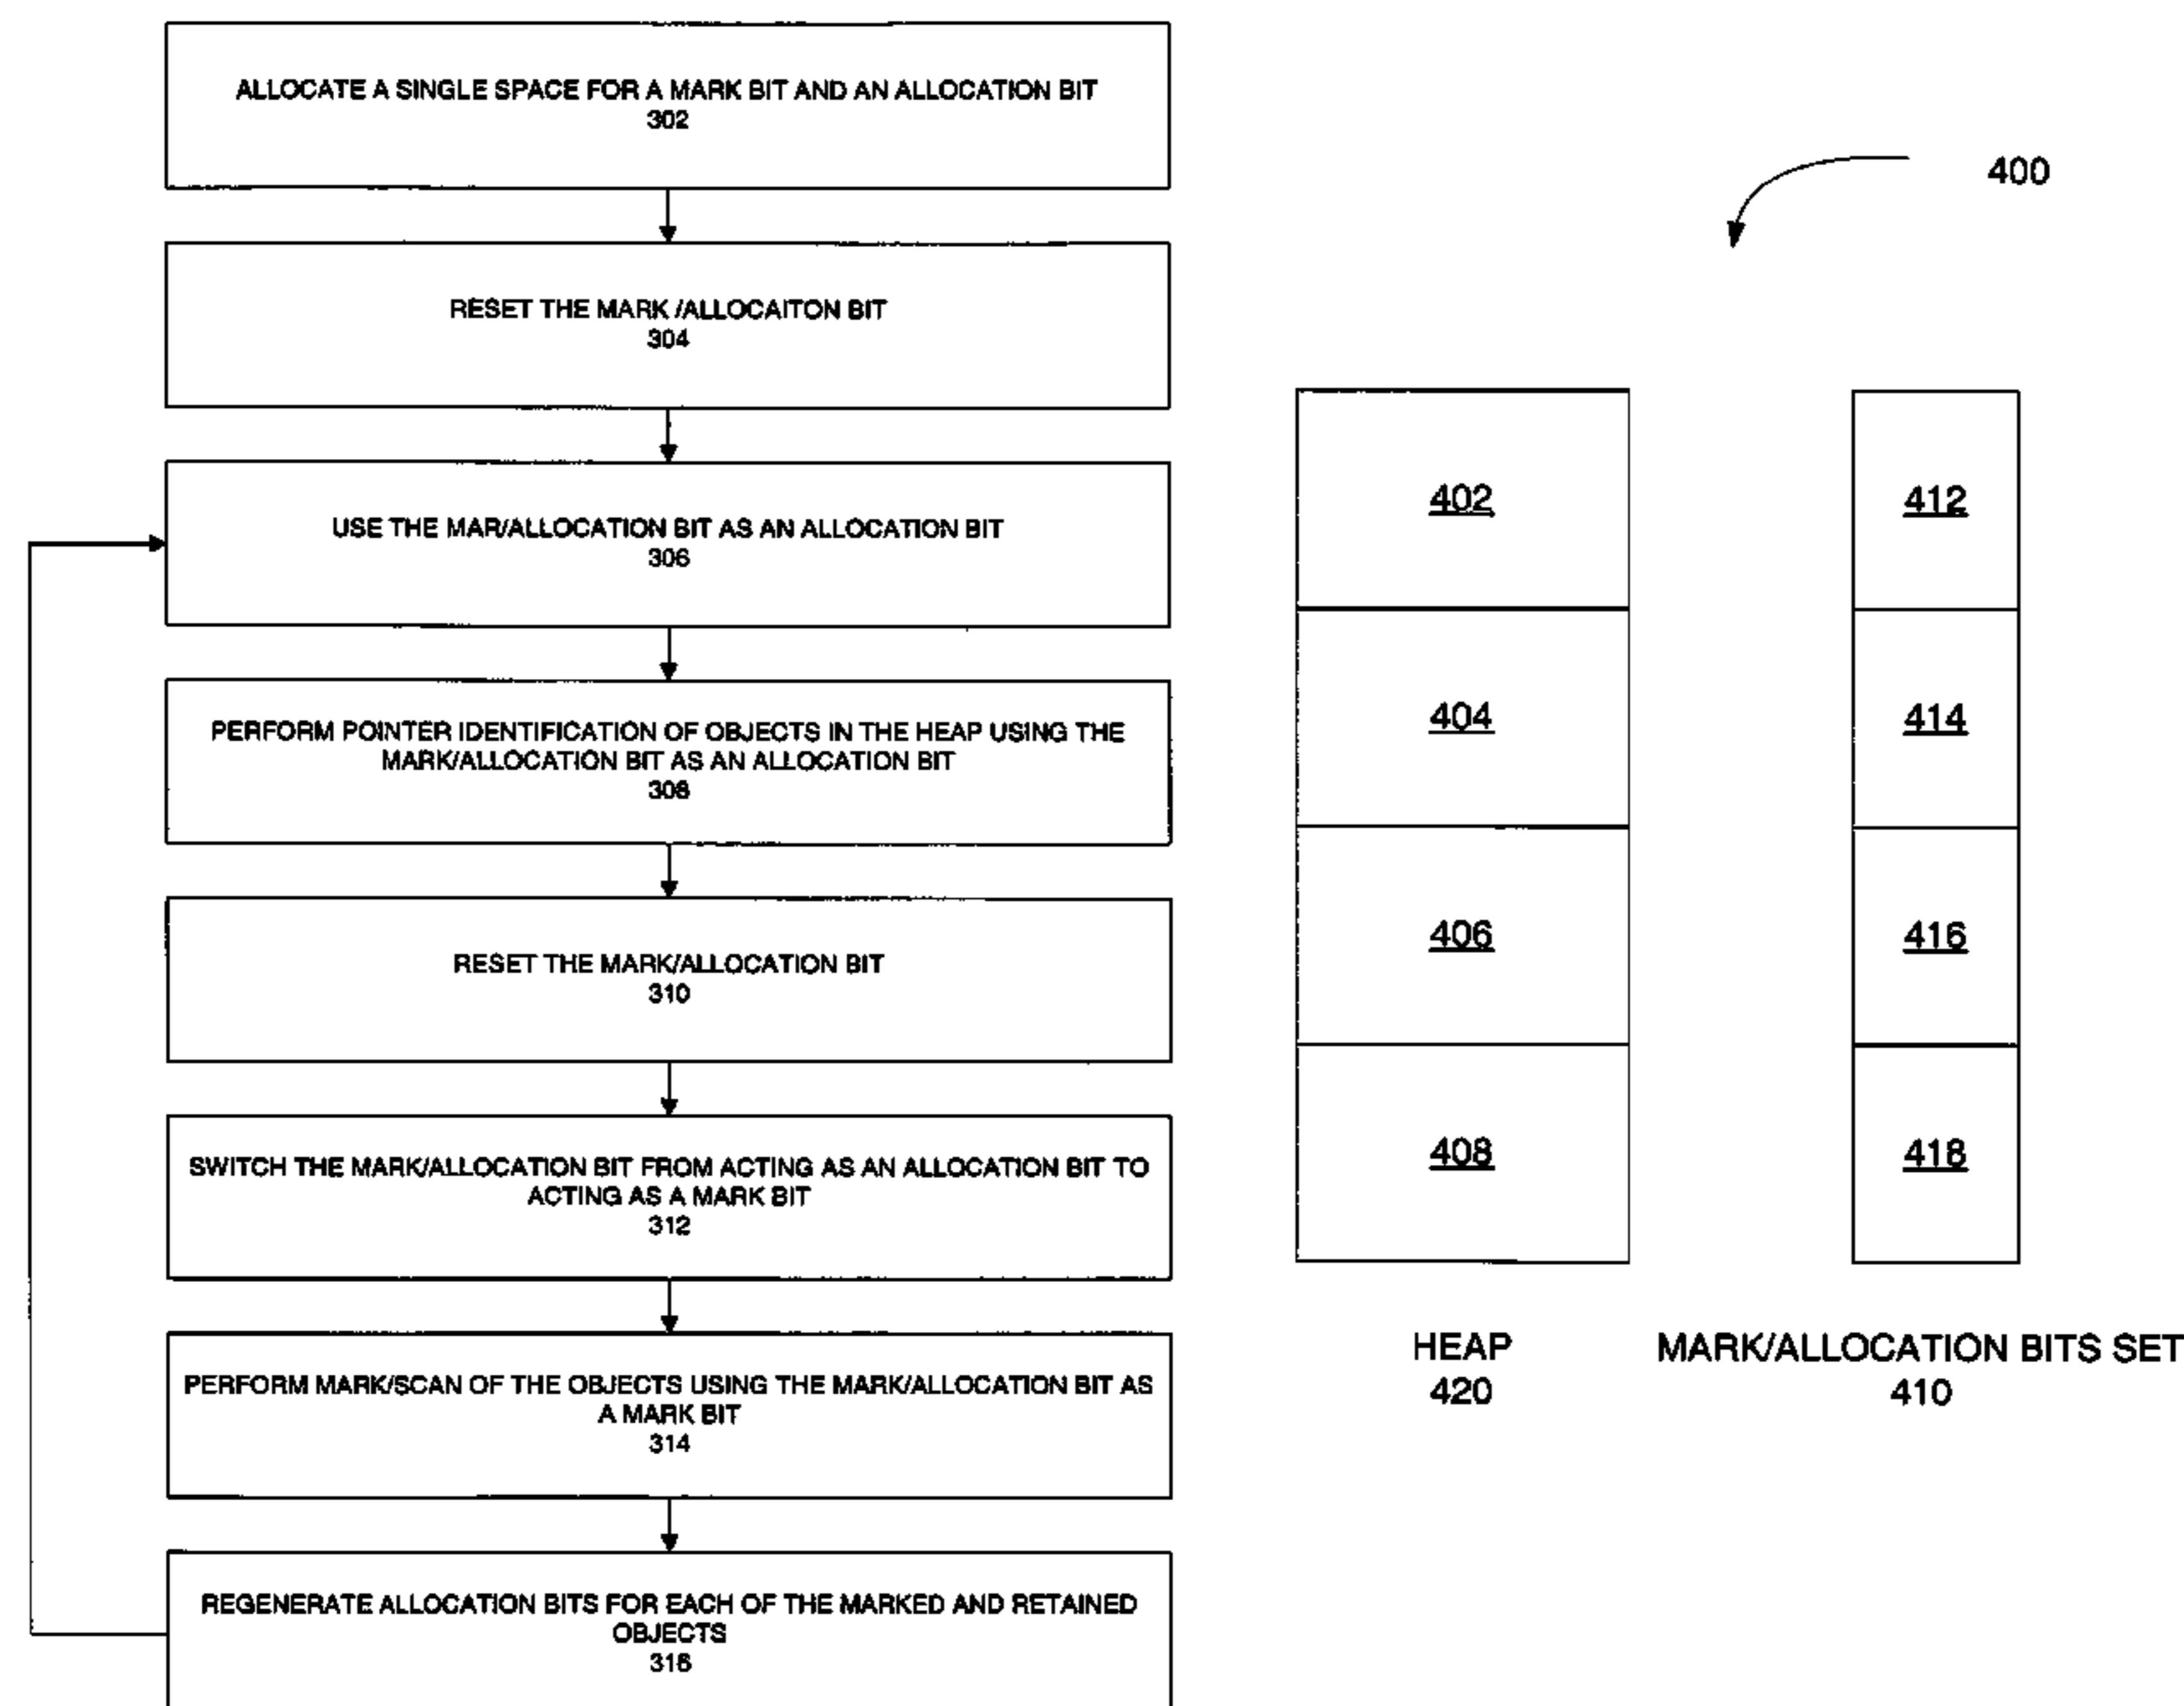 ALLOCATE A SINGLE SPACE FOR A MARK BIT AND AN ALLOCATION BIT
302
RESET THE MARK /ALLOCAITON BIT
304
USE THE MAR/ALLOCATION BIT AS AN ALLOCATION BIT
306
PERFORM POINTER IDENTIFICATION OF OBJECTS IN THE HEAP USING THE
MARK/ALLOCATION BIT AS AN ALLOCATION BIT
308
RESET THE MARK/ALLOCATION BIT
310
SWITCH THE MARK/ALLOCATION BIT FROM ACTING AS AN ALLOCATION BIT TO
ACTING AS A MARK BIT
312
PERFORM MARK/SCAN OF THE OBJECTS USING THE MARK/ALLOCATION BIT AS
A MARK BIT
314
REGENERATE ALLOCATION BITS FOR EACH OF THE MARKED AND RETAINED
OBJECTS
316
400
402
412
404
414
406
416
408
418
HEAP
420
MARK/ALLOCATION BITS SET
410